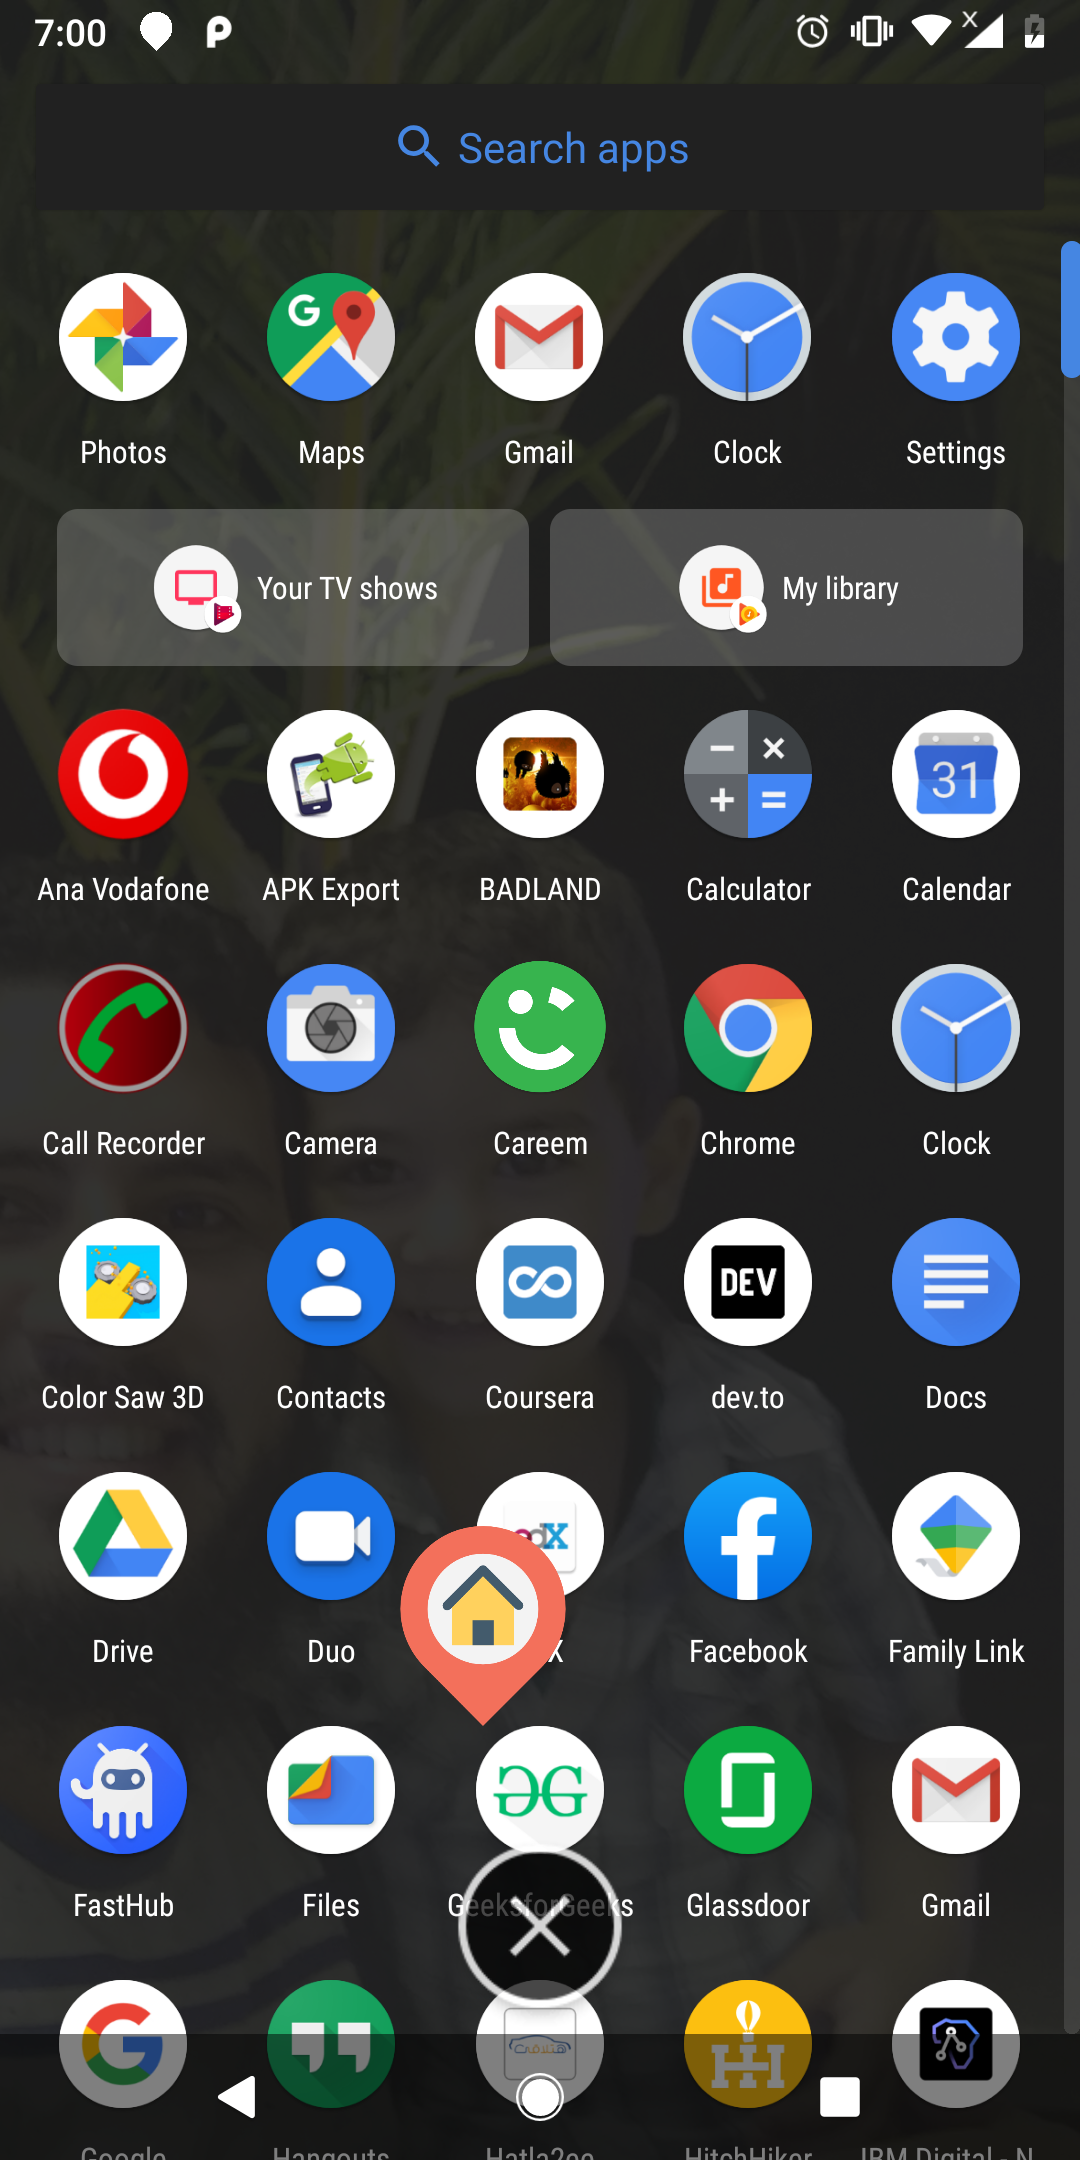 7:00
Search apps
Photos
Maps
Gmail
Clock
Settings
Your TV shows
My library
31
Ana Vodafone
APK Export
BADLAND
Calculator
Calendar
Call Recorder
Camera
Careem
Chrome
Clock
DEV
Color Saw 3D
Contacts
Coursera
dev.to
Docs
Drive
Duo
X
Facebook
Family Link
FastHub
Files
GeeksforGeeks
Glassdoor
Gmail
Google
Hangouts
Hatla2ee
HitchHiker
IBM Digital - N